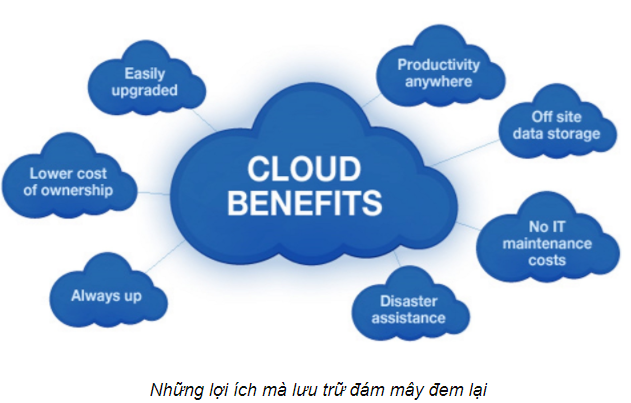 Easily
upgraded
Productivity
anywhere
Off site
data storage
Lower cost
of ownership
CLOUD
BENEFITS
No IT
maintenance
costs
Always up
Disaster
assistance
Những lợi ích mà lưu trữ đám mây đem lại